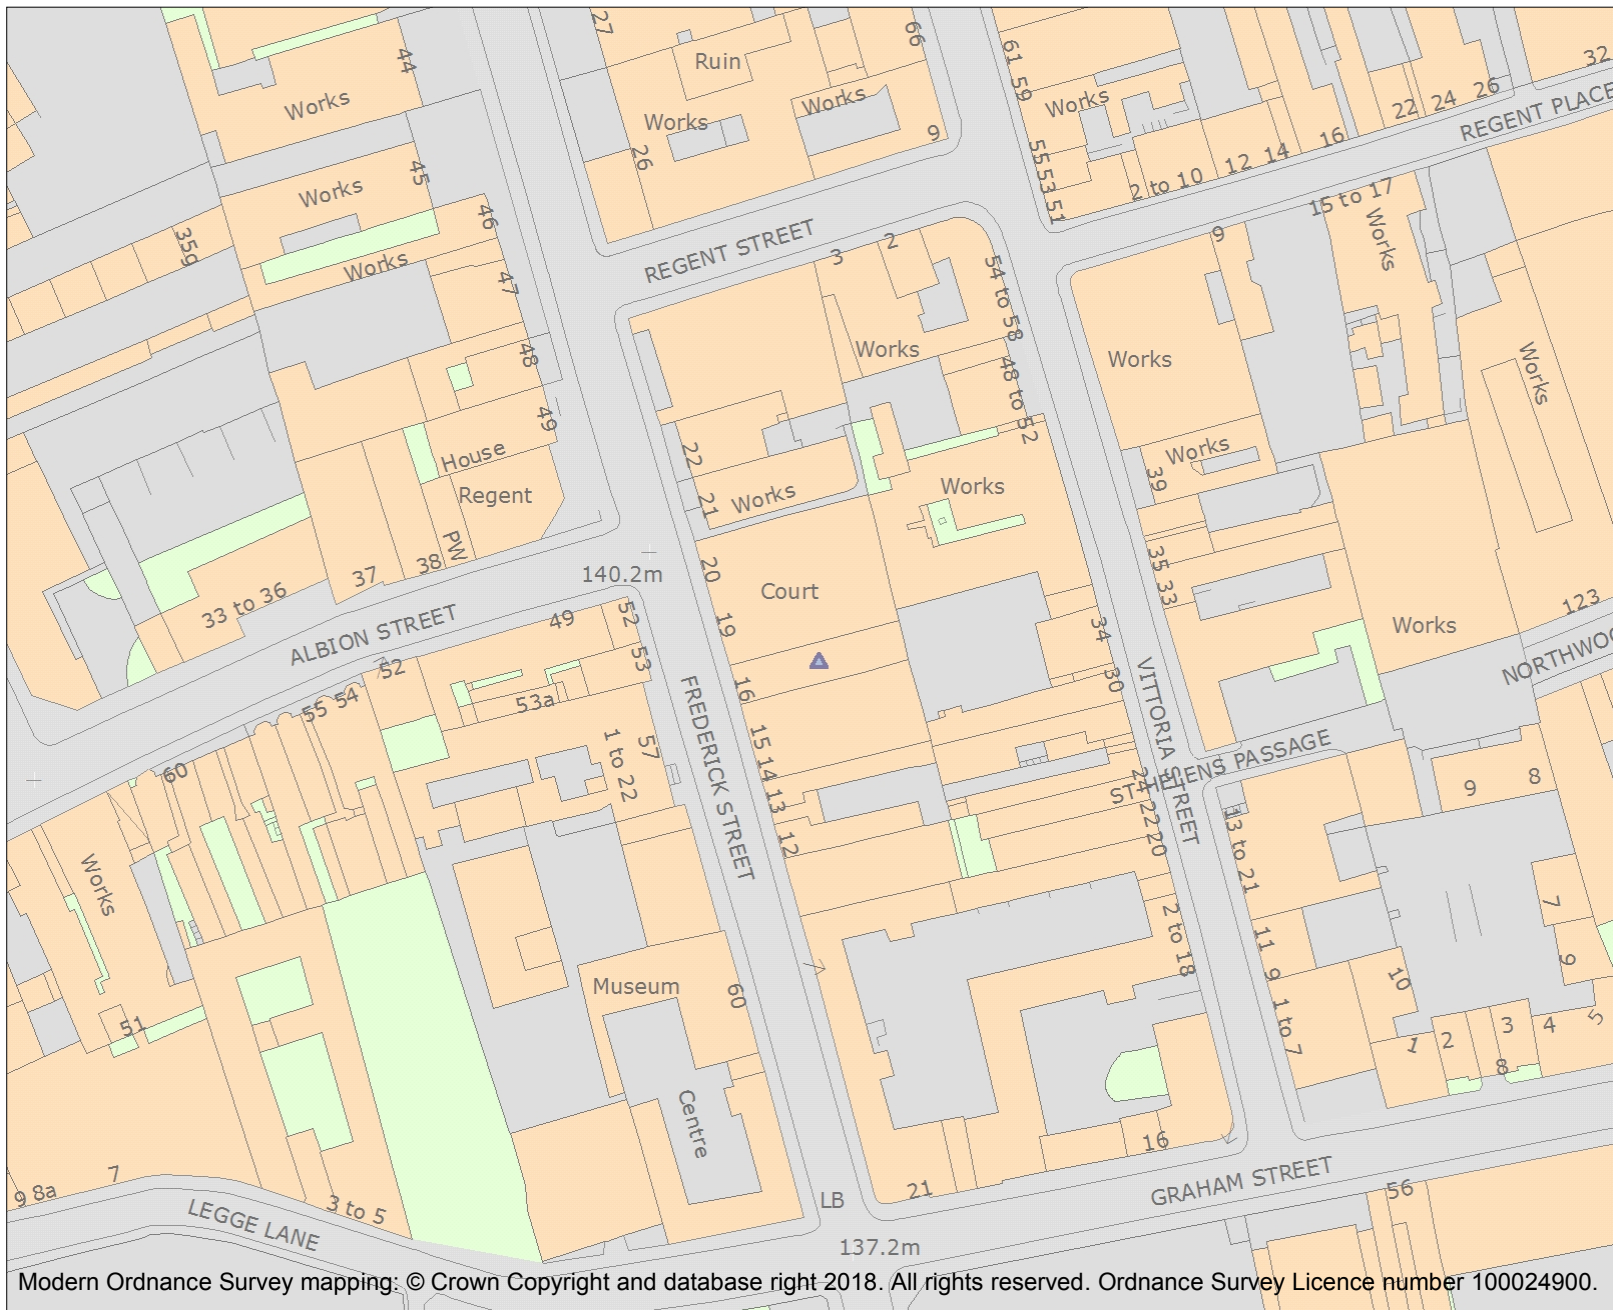 27
66
44
Ruin
61
59
32
Works
Works
Works
Works
22
24
26
REGENT PLACE
9
55
53
51
26
16
45
Works
2 to 10
12
14
15 to 17
Works
46
35g
REGENT STREET
3
2
9
Works
47
54 to 58
48
Works
Works
Works
48 to 52
49
House
22
Works
39
Regent
21
Works
Works
PW
38
37
140.2m
20
Court
35
33
33 to 36
123
ALBION STREET
49
52
19
34
Works
NORTHWOO
52
53
55
54
53a
16
30
FREDERICK STREET
VITTORIA STREET
1 to 22
57
15
14
13
12
60
ST HELENS PASSAGE
24
22
20
9
8
13 to 21
Works
7
2 to 18
11
9
1 to 7
10
6
Museum
60
51
Centre
1
2
3
4
5
8
16
7
9
8a
3 to 5
LEGGE LANE
21
LB
GRAHAM STREET
56
137.2m
Modern Ordnance Survey mapping: © Crown Copyright and database right 2018. All rights reserved. Ordnance Survey Licence number 100024900.